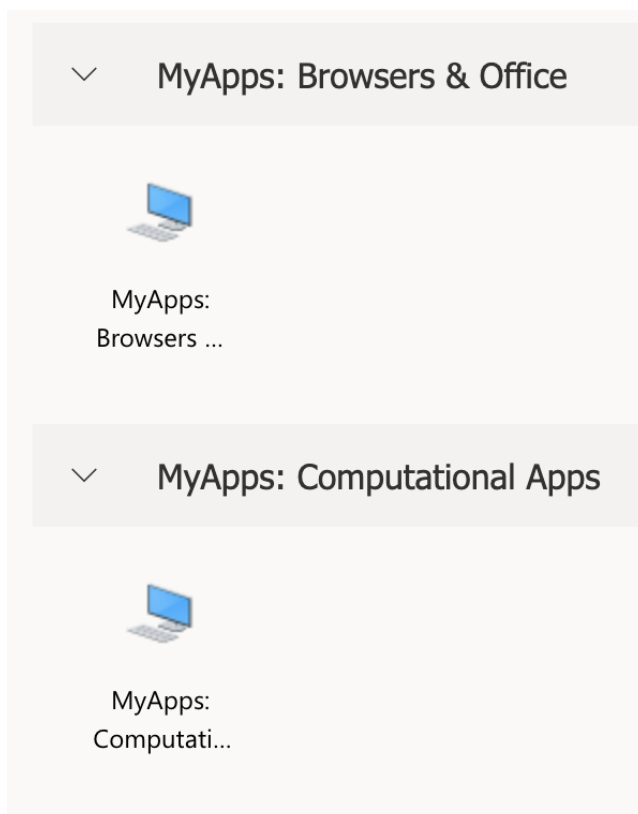 MyApps: Browsers & Office
MyApps:
Browsers ...
MyApps: Computational Apps
MyApps:
Computati...